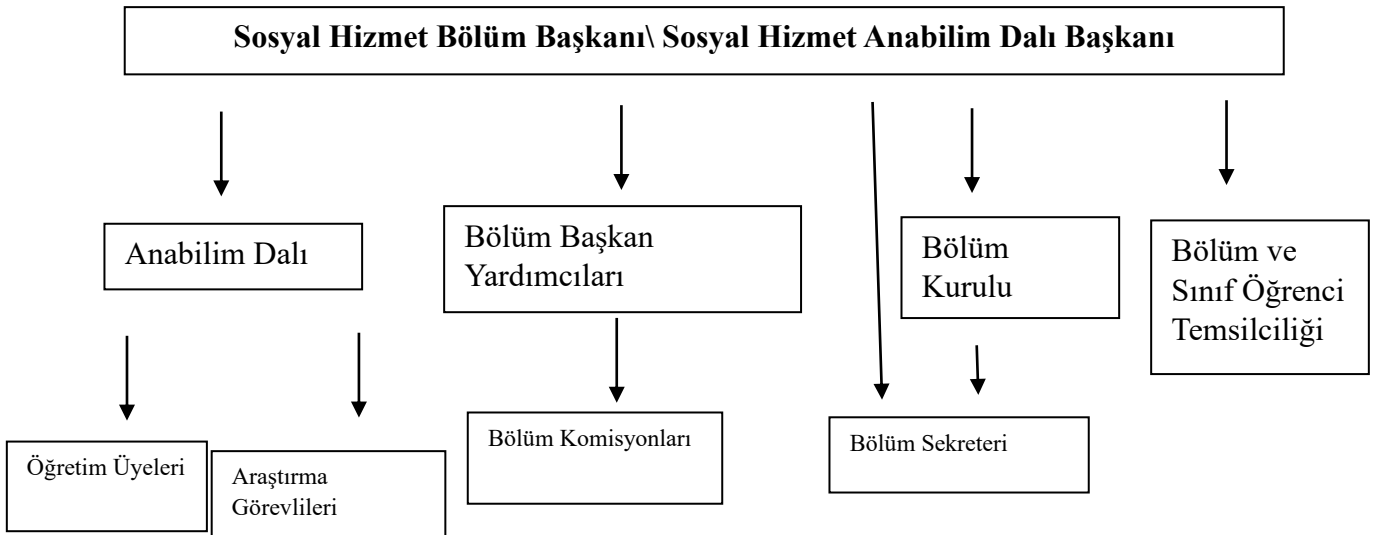 Sosyal Hizmet Bölüm Başkanı\ Sosyal Hizmet Anabilim Dalı Başkanı
Anabilim Dalı
Bölüm Başkan
Yardımcıları
Bölüm
Kurulu
Bölüm ve
Sınıf Öğrenci
Temsilciliği
Öğretim Üyeleri
Araştırma
Görevlileri
Bölüm Komisyonları
Bölüm Sekreteri